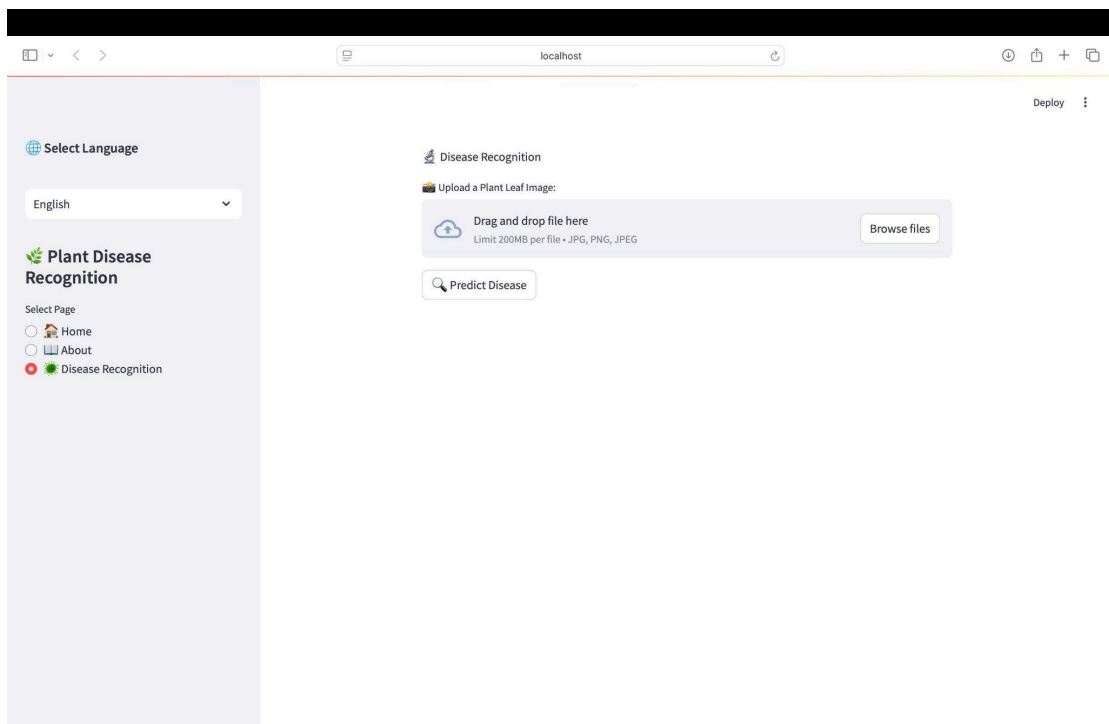 localhost
Deploy
🌐 Select Language
English
🌿 Plant Disease
Recognition
Select Page
🏠 Home
📖 About
🦠 Disease Recognition
🔬 Disease Recognition
📸 Upload a Plant Leaf Image:
Drag and drop file here
Limit 200MB per file • JPG, PNG, JPEG
Browse files
🔍 Predict Disease